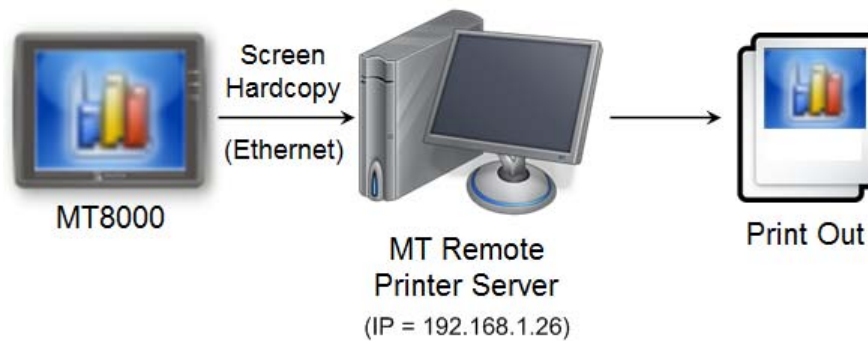 Screen
Hardcopy
(Ethernet)
MT8000
MT Remote
Printer Server
(IP = 192.168.1.26)
Print Out